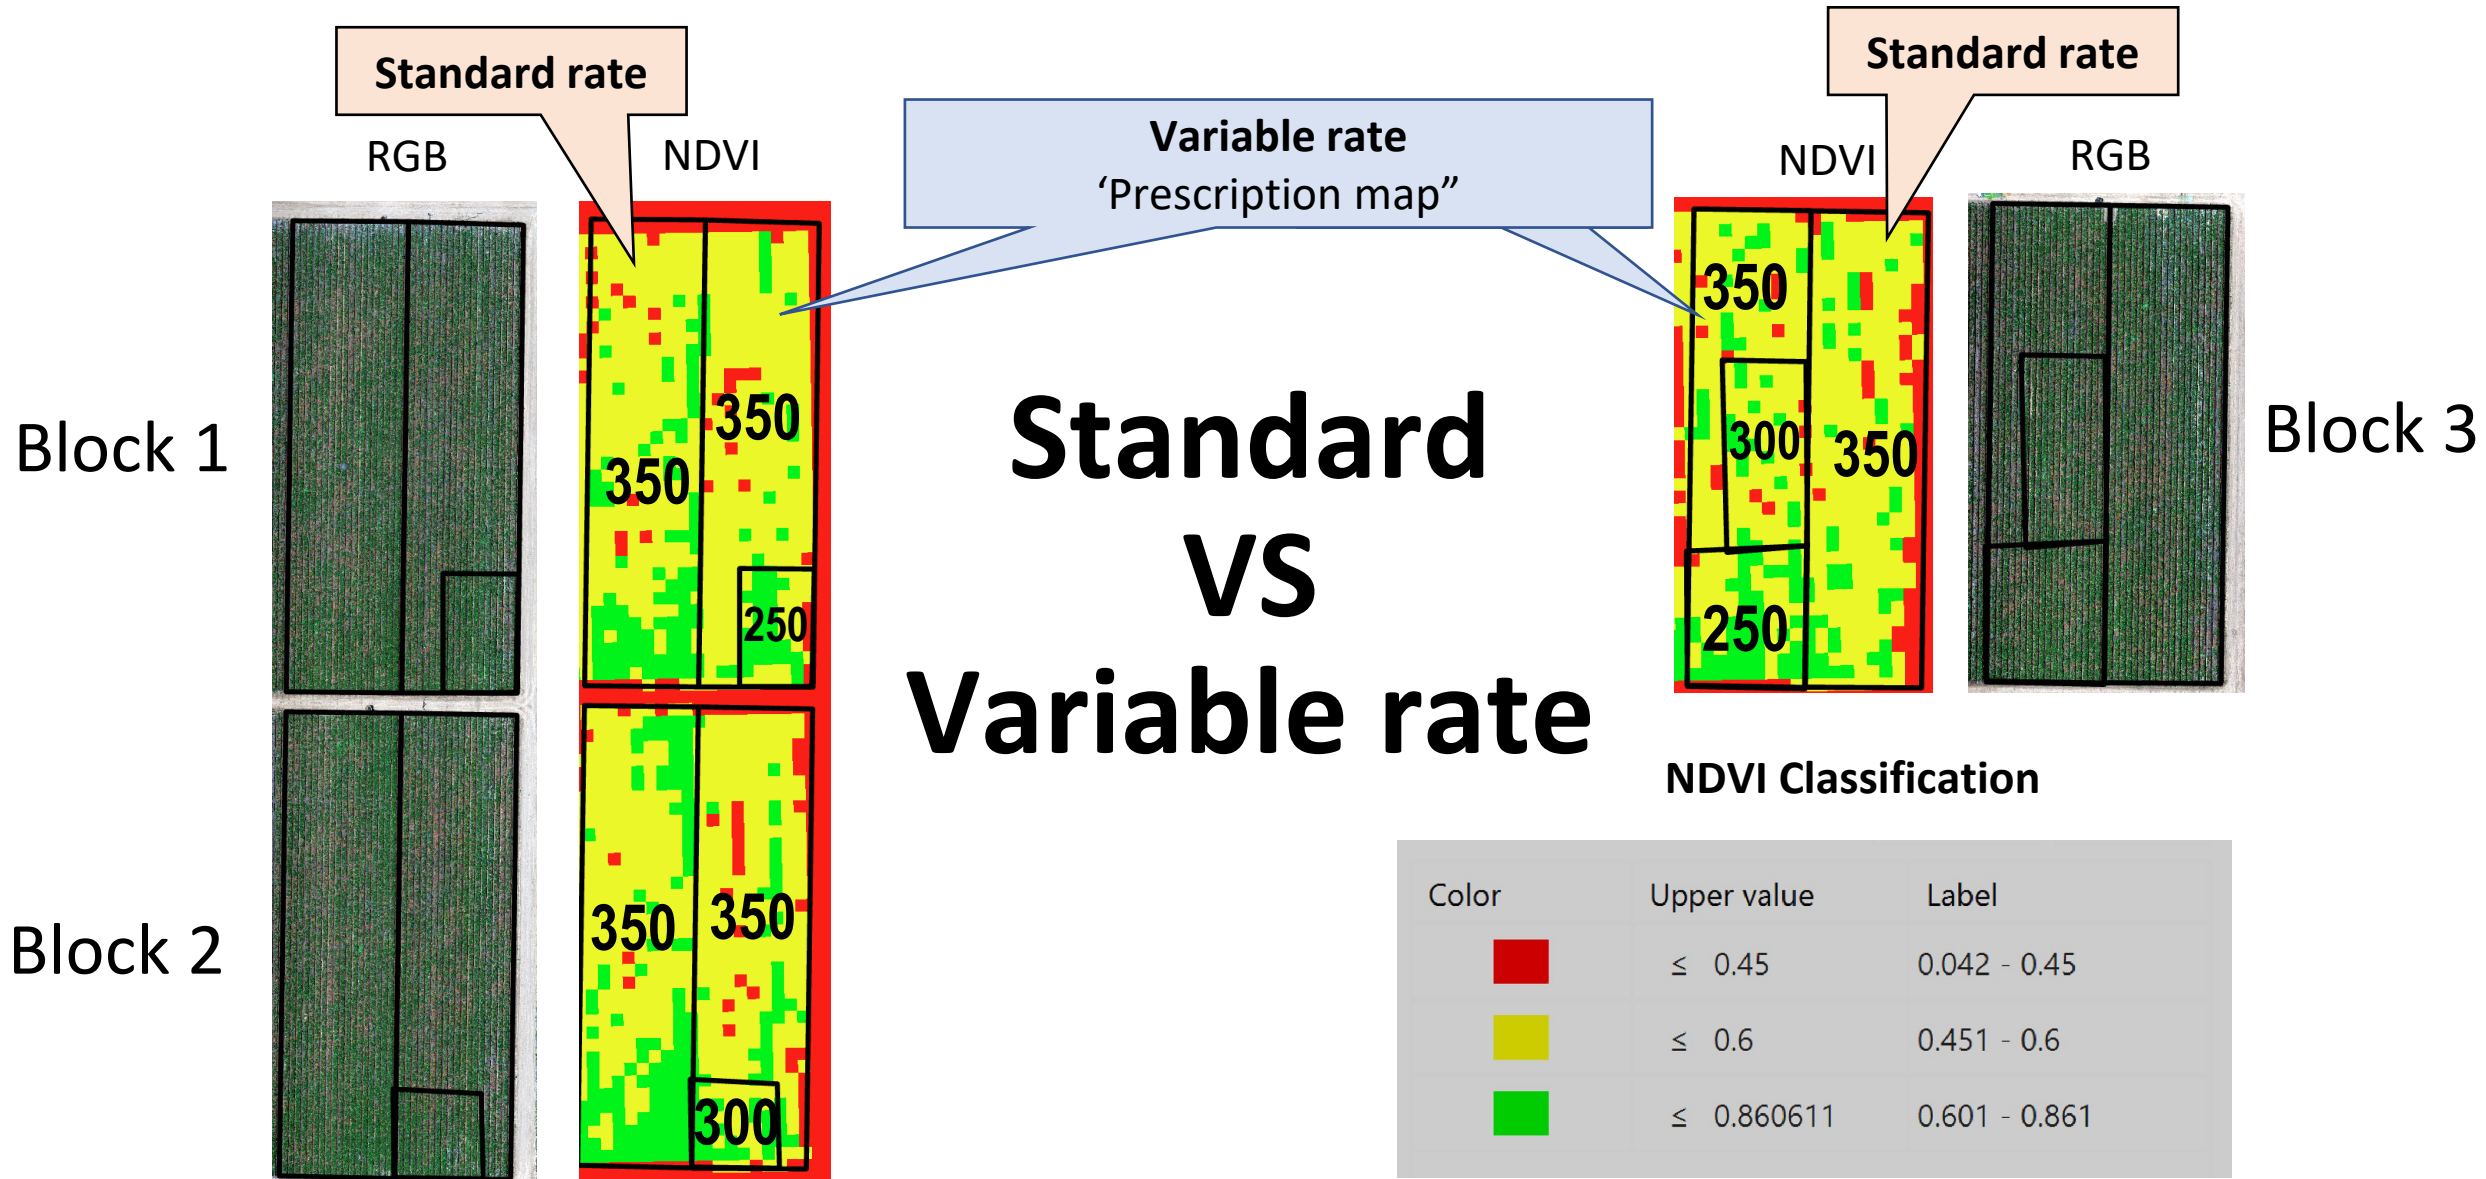 Standard rate
Standard rate
Variable rate
‘Prescription map”
RGB
NDVI
NDVI
RGB
Block 1
350
350
250
Standard
VS
Variable rate
350
300
350
250
Block 3
Block 2
350
350
300
NDVI Classification
Color Upper value Label
≤ 0.45 0.042 - 0.45
≤ 0.6 0.451 - 0.6
≤ 0.860611 0.601 - 0.861